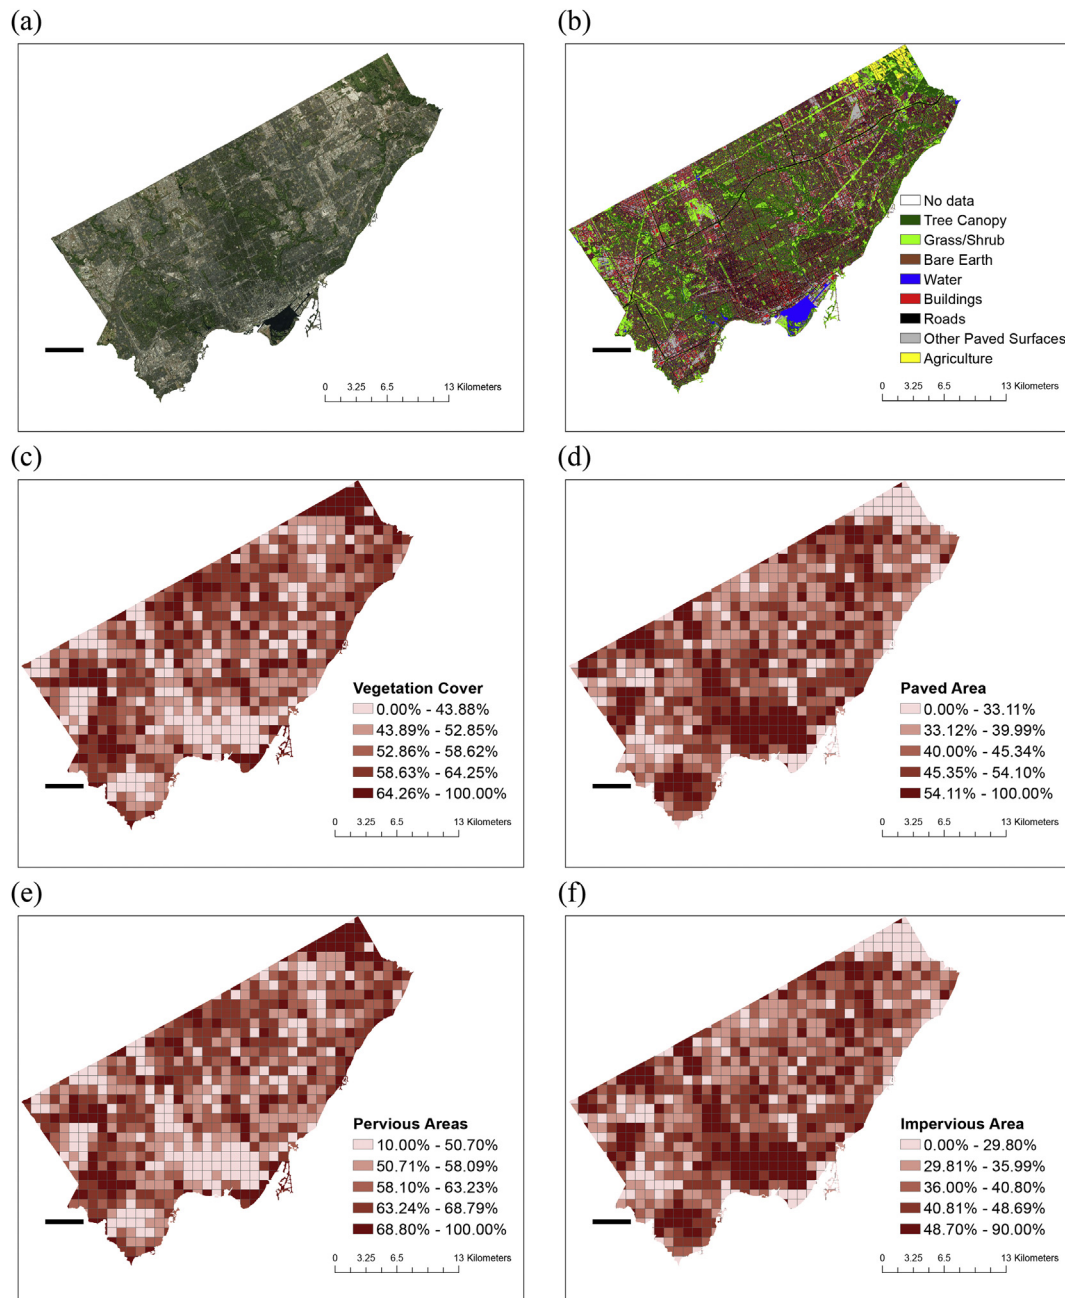 (a)
(b)
No data
Tree Canopy
Grass/Shrub
Bare Earth
Water
Buildings
Roads
Other Paved Surfaces
Agriculture
0 3.25 6.5 13 Kilometers
0 3.25 6.5 13 Kilometers
(c)
(d)
Vegetation Cover
0.00% - 43.88%
43.89% - 52.85%
52.86% - 58.62%
58.63% - 64.25%
64.26% - 100.00%
0 3.25 6.5 13 Kilometers
Paved Area
0.00% - 33.11%
33.12% - 39.99%
40.00% - 45.34%
45.35% - 54.10%
54.11% - 100.00%
0 3.25 6.5 13 Kilometers
(e)
(f)
Pervious Areas
10.00% - 50.70%
50.71% - 58.09%
58.10% - 63.23%
63.24% - 68.79%
68.80% - 100.00%
0 3.25 6.5 13 Kilometers
Impervious Area
0.00% - 29.80%
29.81% - 35.99%
36.00% - 40.80%
40.81% - 48.69%
48.70% - 90.00%
0 3.25 6.5 13 Kilometers